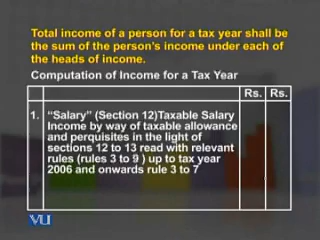 Total income of a person for a tax year shall be
the sum of the person's income under each of
the heads of income.
Computation of Income for a Tax Year
Rs. Rs.
1. "Salary" (Section 12)Taxable Salary
Income by way of taxable allowance
and perquisites in the light of
sections 12 to 13 read with relevant
rules (rules 3 to 9 ) up to tax year
2006 and onwards rule 3 to 7
VU